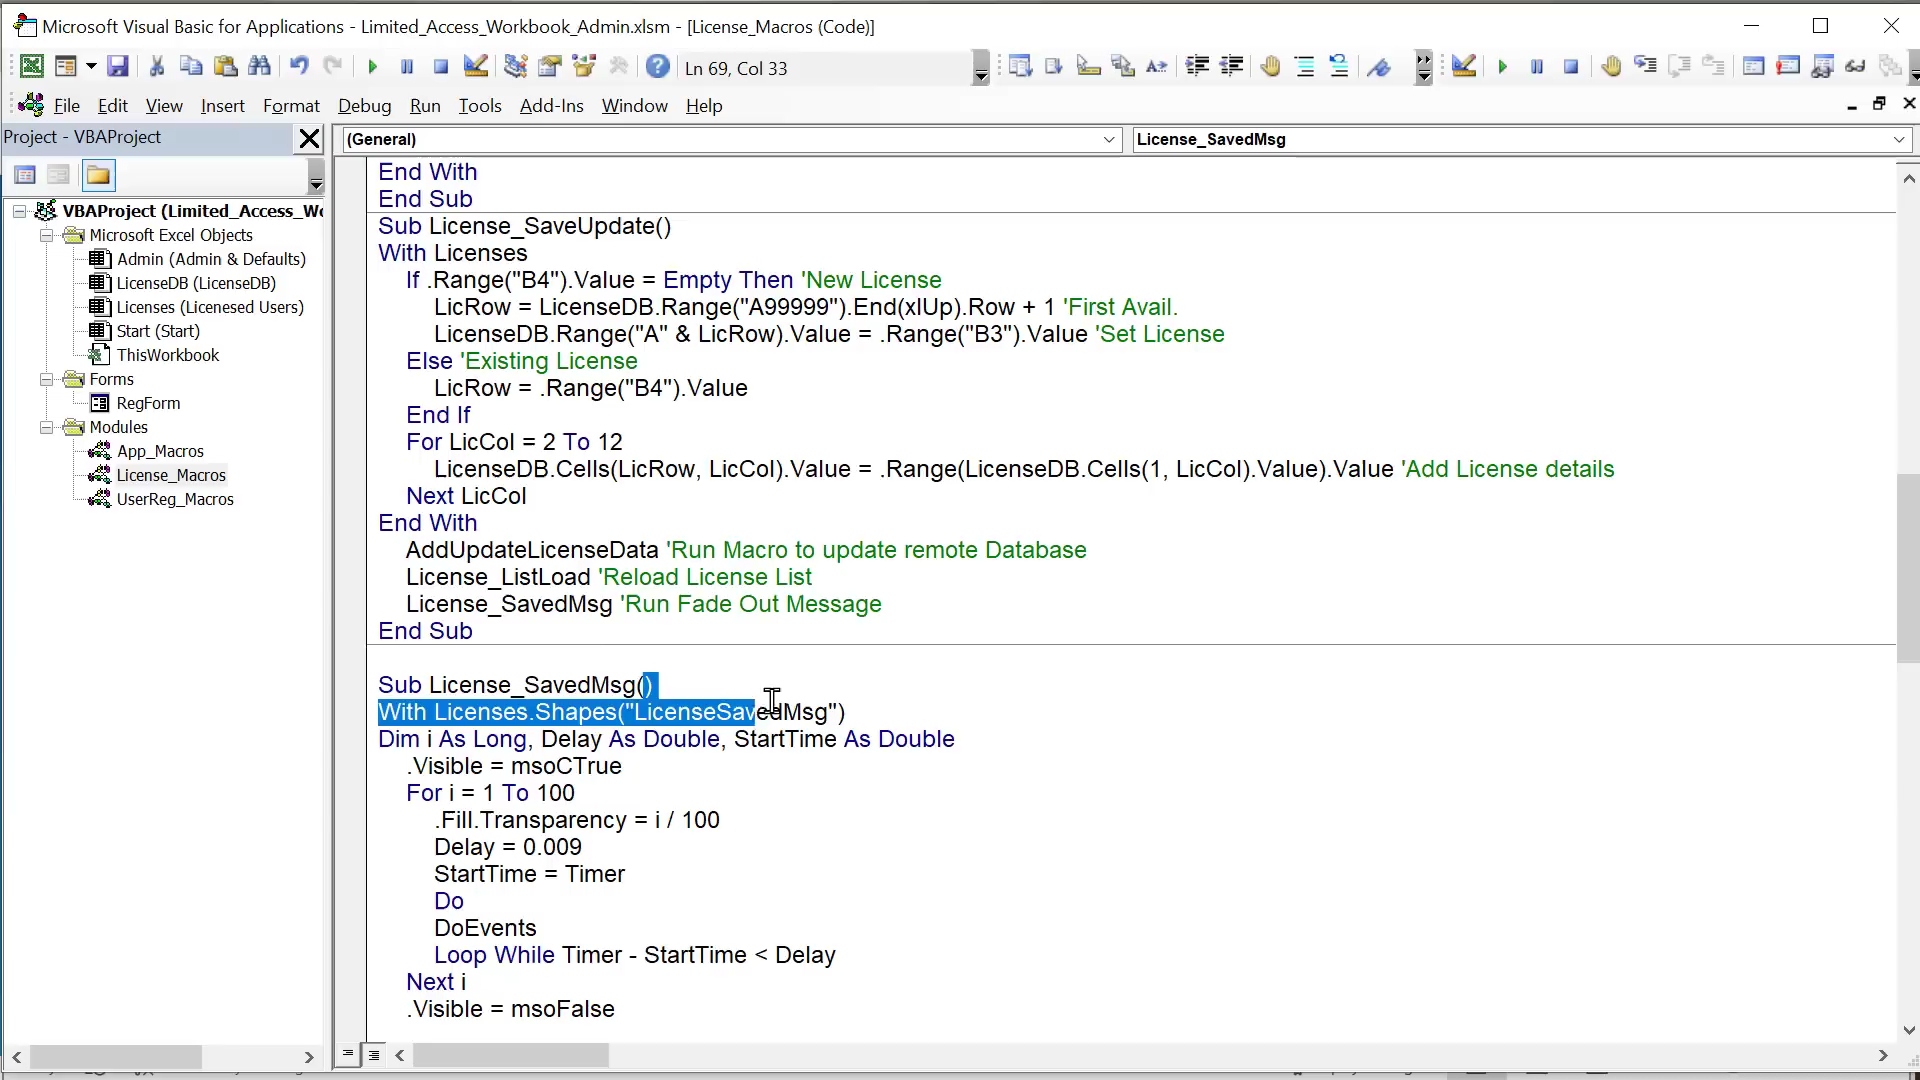 Microsoft Visual Basic for Applications - Limited_Access_Workbook_Admin.xlsm - [License_Macros (Code)]
Ln 69, Col 33
File Edit View Insert Format Debug Run Tools Add-Ins Window Help
Project - VBAProject
(General)
License_SavedMsg
VBAProject (Limited_Access_Wo
Microsoft Excel Objects
Admin (Admin & Defaults)
LicenseDB (LicenseDB)
Licenses (Licenesed Users)
Start (Start)
ThisWorkbook
Forms
RegForm
Modules
App_Macros
License_Macros
UserReg_Macros
End With
End Sub
Sub License_SaveUpdate()
With Licenses
If .Range("B4").Value = Empty Then 'New License
LicRow = LicenseDB.Range("A99999").End(xlUp).Row + 1 'First Avail.
LicenseDB.Range("A" & LicRow).Value = .Range("B3").Value 'Set License
Else 'Existing License
LicRow = .Range("B4").Value
End If
For LicCol = 2 To 12
LicenseDB.Cells(LicRow, LicCol).Value = .Range(LicenseDB.Cells(1, LicCol).Value).Value 'Add License details
Next LicCol
End With
AddUpdateLicenseData 'Run Macro to update remote Database
License_ListLoad 'Reload License List
License_SavedMsg 'Run Fade Out Message
End Sub
Sub License_SavedMsg()
With Licenses.Shapes("LicenseSavedMsg")
Dim i As Long, Delay As Double, StartTime As Double
.Visible = msoCTrue
For i = 1 To 100
.Fill.Transparency = i / 100
Delay = 0.009
StartTime = Timer
Do
DoEvents
Loop While Timer - StartTime < Delay
Next i
.Visible = msoFalse